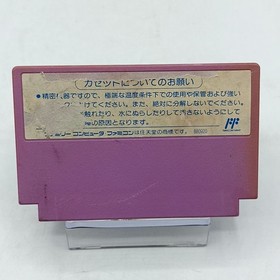 カセットについてのお願い
●精密機器ですので、極端な温度条件下での使用や保管および強い
けてください。また、絶対に分解しないでください。
触れたり、水にぬらしたりして汚さないようにして
の原因となります。
ァミリー コンピュータ ファミコンは任天堂の商標です。
FF